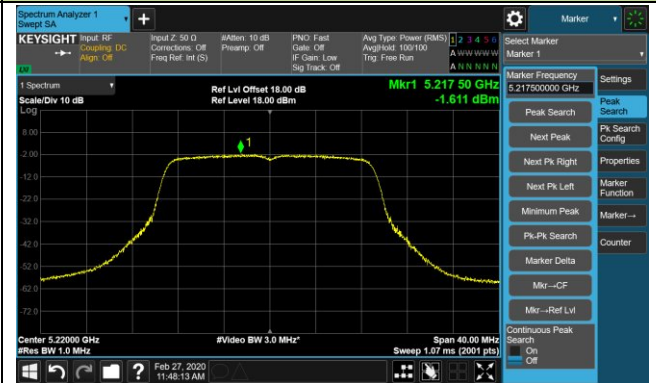 Spectrum Analyzer 1
Swept SA
+
Marker
KEYSIGHT
Input: RF
Coupling: DC
Align: Off
Input Z: 50 Ω
Corrections: Off
Freq Ref: Int (S)
#Atten: 10 dB
Preamp: Off
PNO: Fast
Gate: Off
IF Gain: Low
Sig Track: Off
Avg Type: Power (RMS)
Avg|Hold: 100/100
Trig: Free Run
1 2 3 4 5 6
A W W W W W
A N N N N N
Select Marker
Marker 1
1 Spectrum
Scale/Div 10 dB
Log
Ref Lvl Offset 18.00 dB
Ref Level 18.00 dBm
Mkr1 5.217 50 GHz
-1.611 dBm
8.00
-2.00
-12.0
-22.0
-32.0
-42.0
-52.0
-62.0
-72.0
1
Center 5.22000 GHz
#Res BW 1.0 MHz
#Video BW 3.0 MHz*
Span 40.00 MHz
Sweep 1.07 ms (2001 pts)
Marker Frequency
5.217500000 GHz
Peak Search
Next Peak
Next Pk Right
Next Pk Left
Minimum Peak
Pk-Pk Search
Marker Delta
Mkr→CF
Mkr→Ref Lvl
Continuous Peak
Search
On
Off
Settings
Peak
Search
Pk Search
Config
Properties
Marker
Function
Marker→
Counter
?
Feb 27, 2020
11:48:13 AM